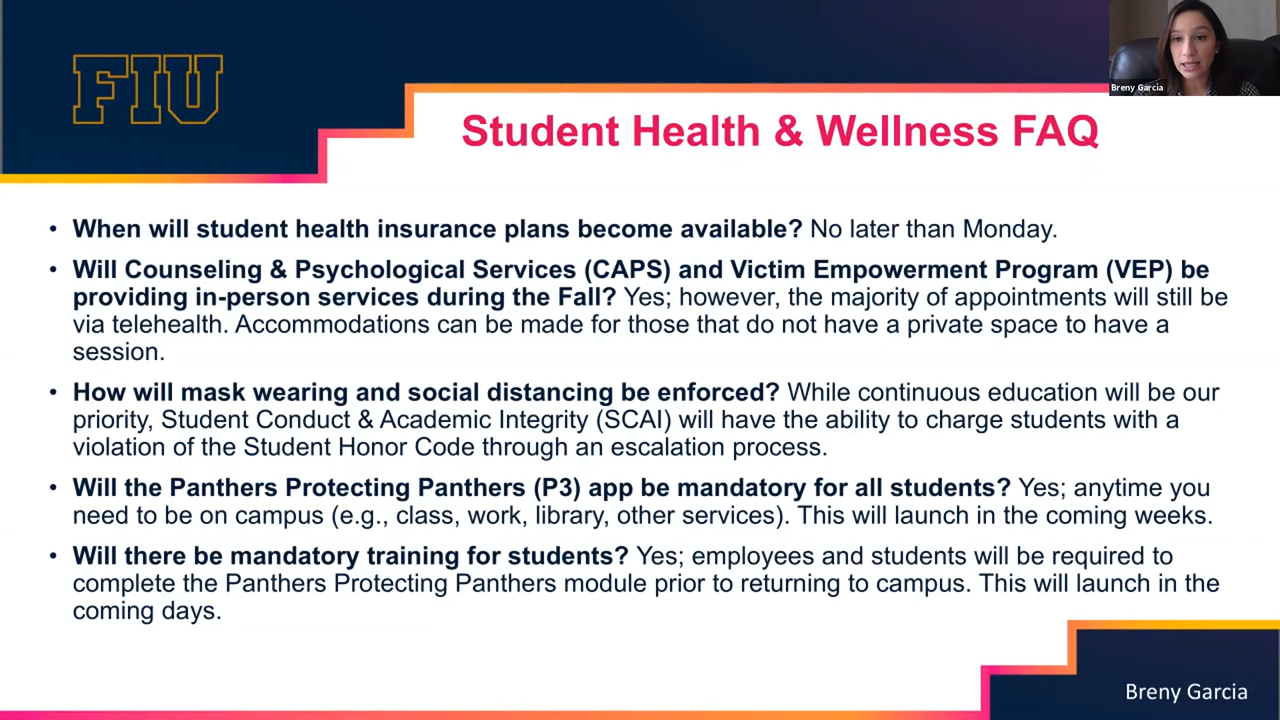 FIU
Breny Garcia
Student Health & Wellness FAQ
• When will student health insurance plans become available? No later than Monday.
• Will Counseling & Psychological Services (CAPS) and Victim Empowerment Program (VEP) be
providing in-person services during the Fall? Yes; however, the majority of appointments will still be
via telehealth. Accommodations can be made for those that do not have a private space to have a
session.
• How will mask wearing and social distancing be enforced? While continuous education will be our
priority, Student Conduct & Academic Integrity (SCAI) will have the ability to charge students with a
violation of the Student Honor Code through an escalation process.
• Will the Panthers Protecting Panthers (P3) app be mandatory for all students? Yes; anytime you
need to be on campus (e.g., class, work, library, other services). This will launch in the coming weeks.
• Will there be mandatory training for students? Yes; employees and students will be required to
complete the Panthers Protecting Panthers module prior to returning to campus. This will launch in the
coming days.
Breny Garcia